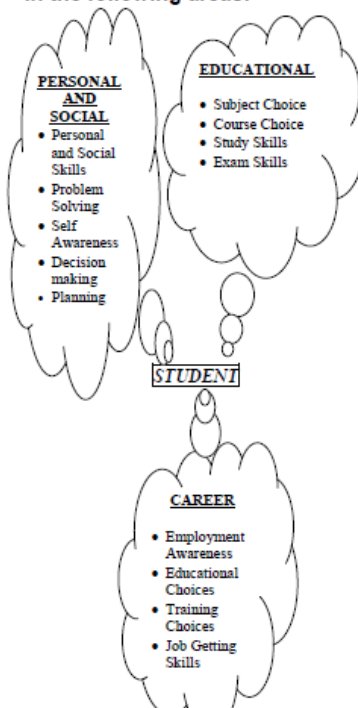 in the following areas:
PERSONAL
AND
SOCIAL
• Personal
and Social
Skills
• Problem
Solving
• Self
Awareness
• Decision
making
• Planning
EDUCATIONAL
• Subject Choice
• Course Choice
• Study Skills
• Exam Skills
STUDENT
CAREER
• Employment
Awareness
• Educational
Choices
• Training
Choices
• Job Getting
Skills